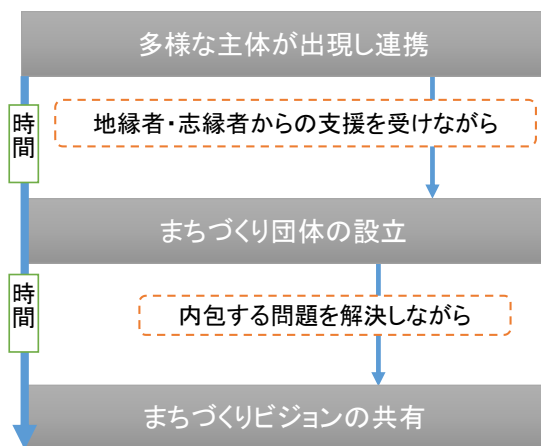 多様な主体が出現し連携
時間
地縁者・志縁者からの支援を受けながら
まちづくり団体の設立
時間
内包する問題を解決しながら
まちづくりビジョンの共有